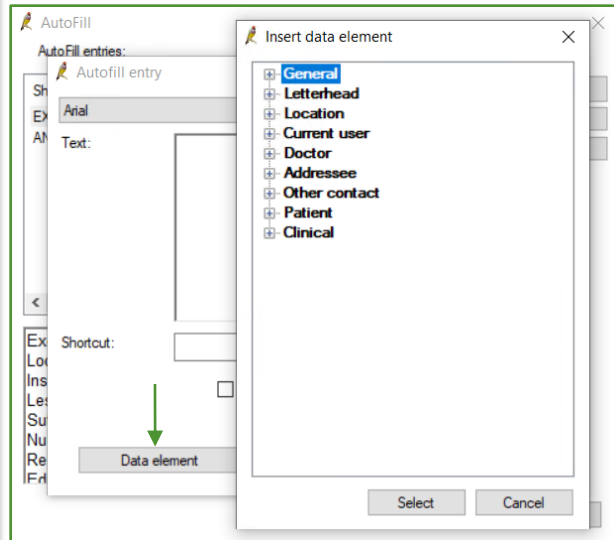 AutoFill
AutoFill entries:
Sh
EX
AN
Autofill entry
Arial
Text:
Shortcut:
Data element
Ex
Loc
Ins
Les
Su
Nu
Re
Ed
Insert data element
General
Letterhead
Location
Current user
Doctor
Addressee
Other contact
Patient
Clinical
Select
Cancel